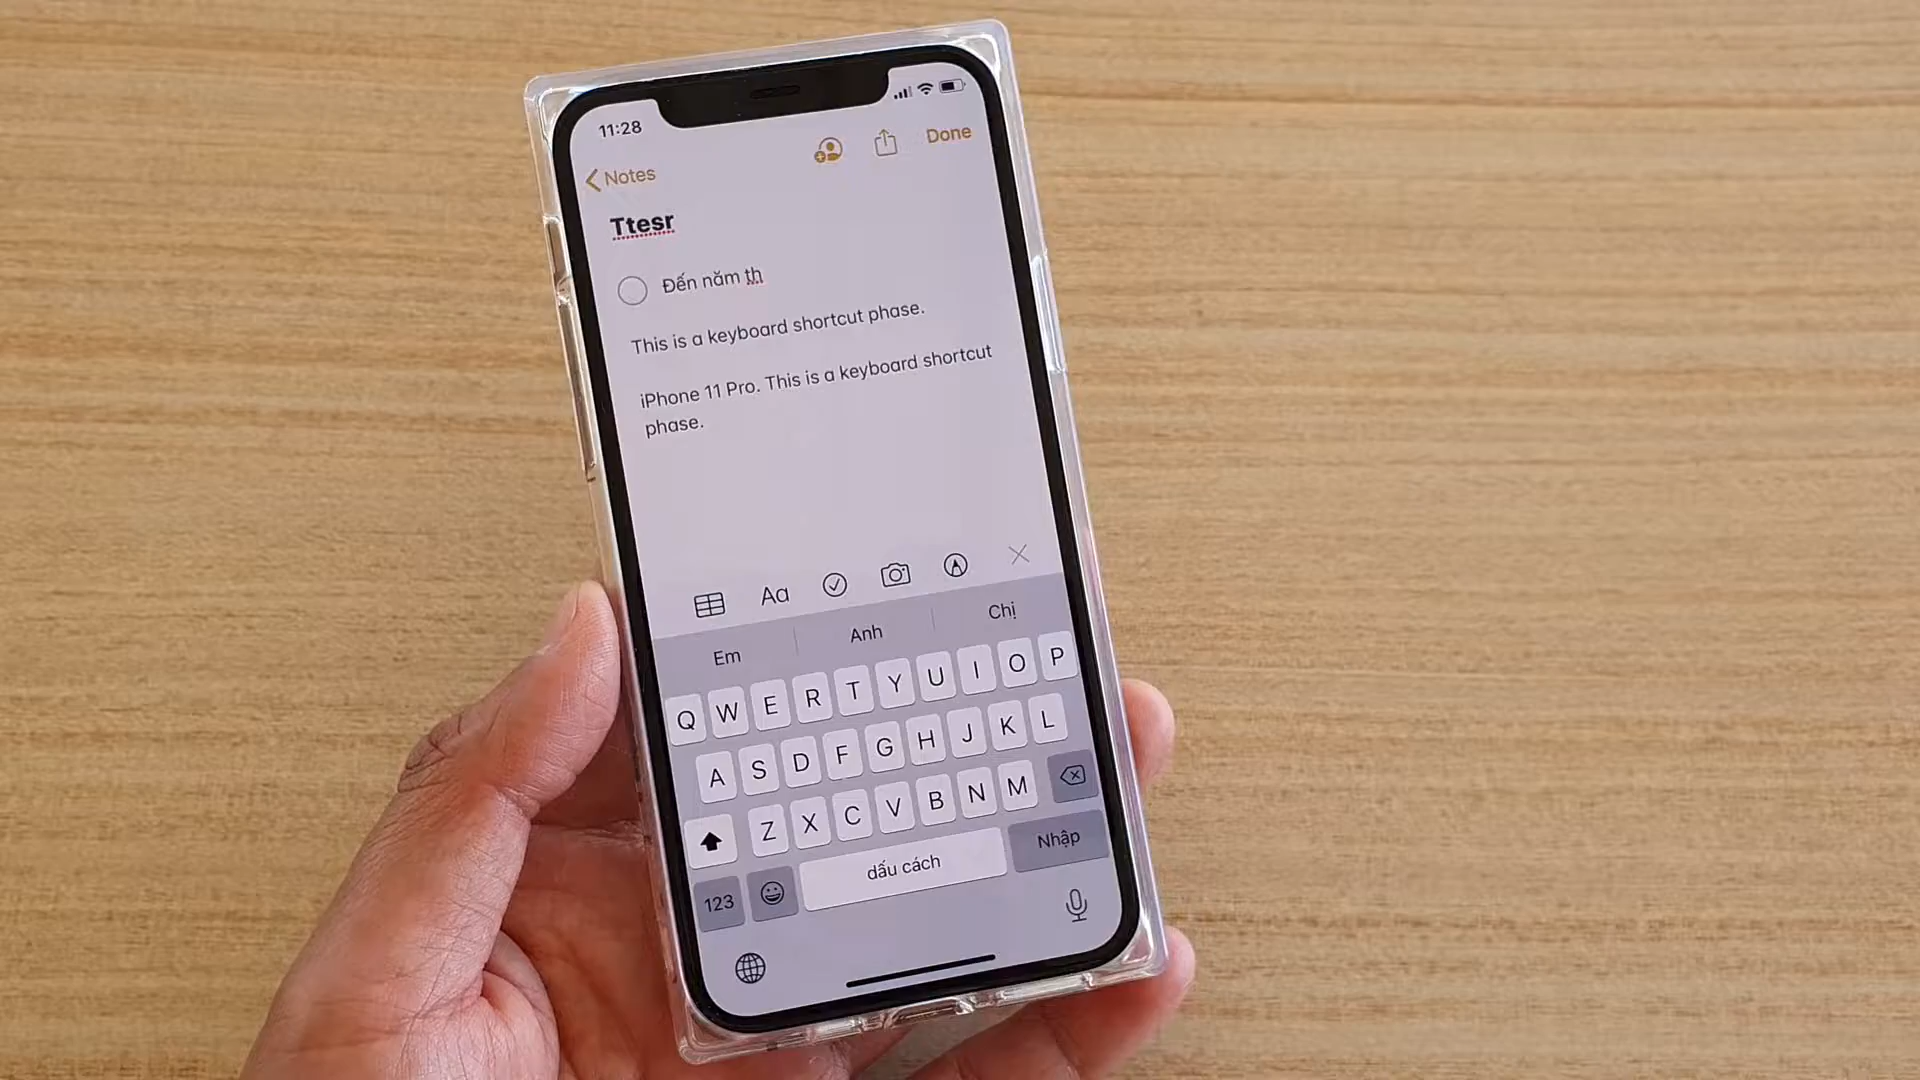 11:28
Notes
Done
Ttesr
Đến năm th
This is a keyboard shortcut phase.
iPhone 11 Pro. This is a keyboard shortcut
phase.
Aa
Em Anh Chị
Q W E R T Y U I O P
A S D F G H J K L
Z X C V B N M
123 dấu cách Nhập